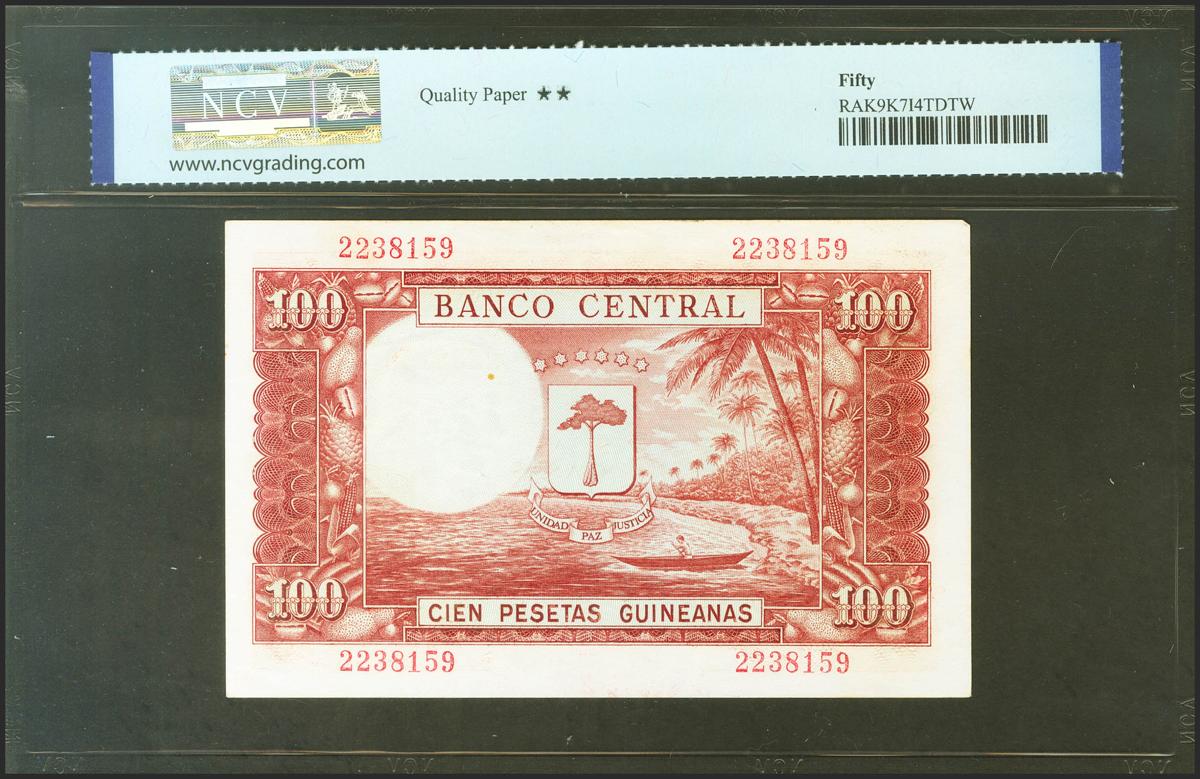 NCV
www.ncvgrading.com
Quality Paper ★★
Fifty
RAK9K7I4TDTW
2238159 2238159
100 BANCO CENTRAL 100
UNIDAD PAZ JUSTICIA
100 CIEN PESETAS GUINEANAS 100
2238159 2238159